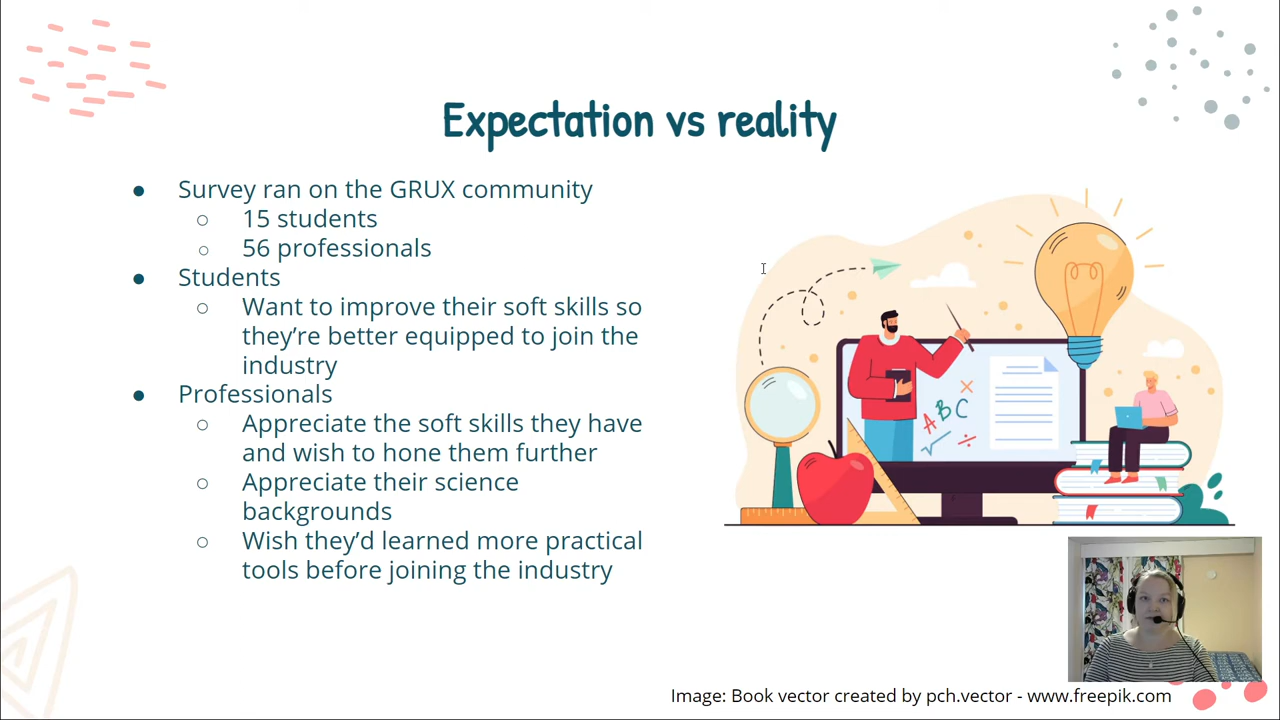 Expectation vs reality
● Survey ran on the GRUX community
○ 15 students
○ 56 professionals
● Students
○ Want to improve their soft skills so
they’re better equipped to join the
industry
● Professionals
○ Appreciate the soft skills they have
and wish to hone them further
○ Appreciate their science
backgrounds
○ Wish they’d learned more practical
tools before joining the industry
A B C
√ ÷
Image: Book vector created by pch.vector - www.freepik.com